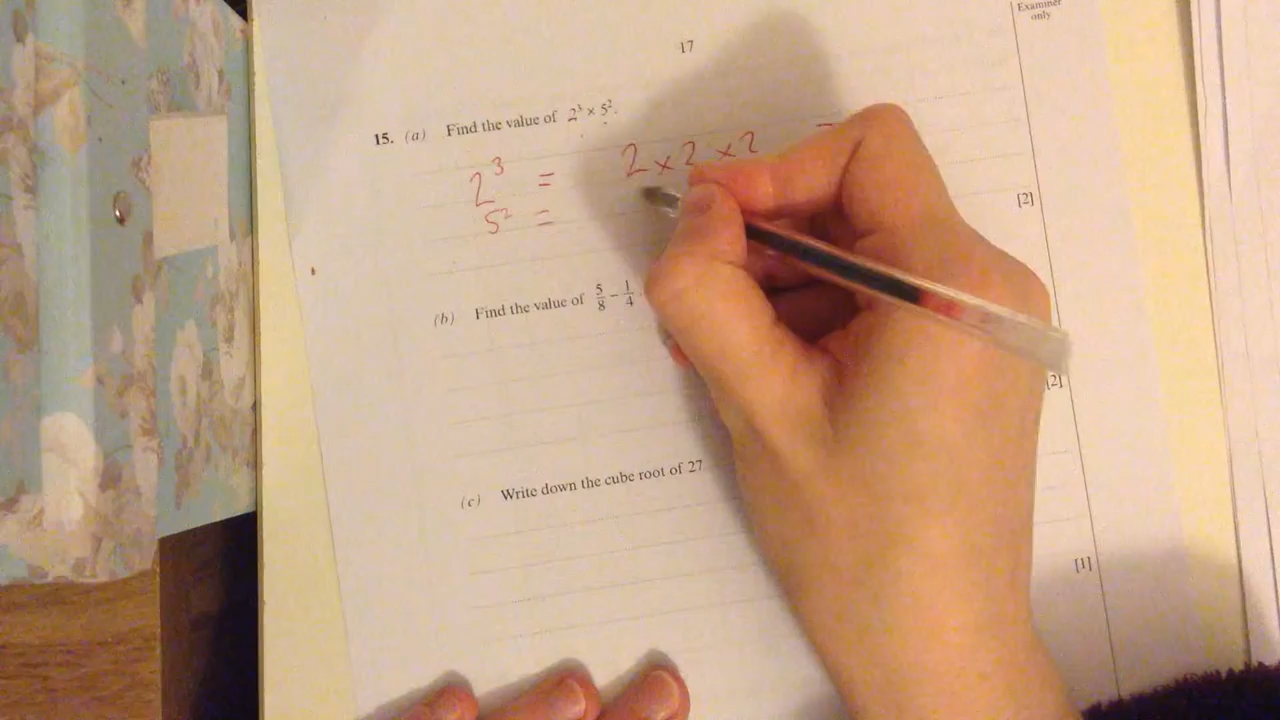 Examiner
only
17
15. (a) Find the value of 2³ × 5².
2³ = 2 × 2 × 2 =
[2]
5² =
(b) Find the value of 5/8 − 1/4.
[2]
(c) Write down the cube root of 27
[1]